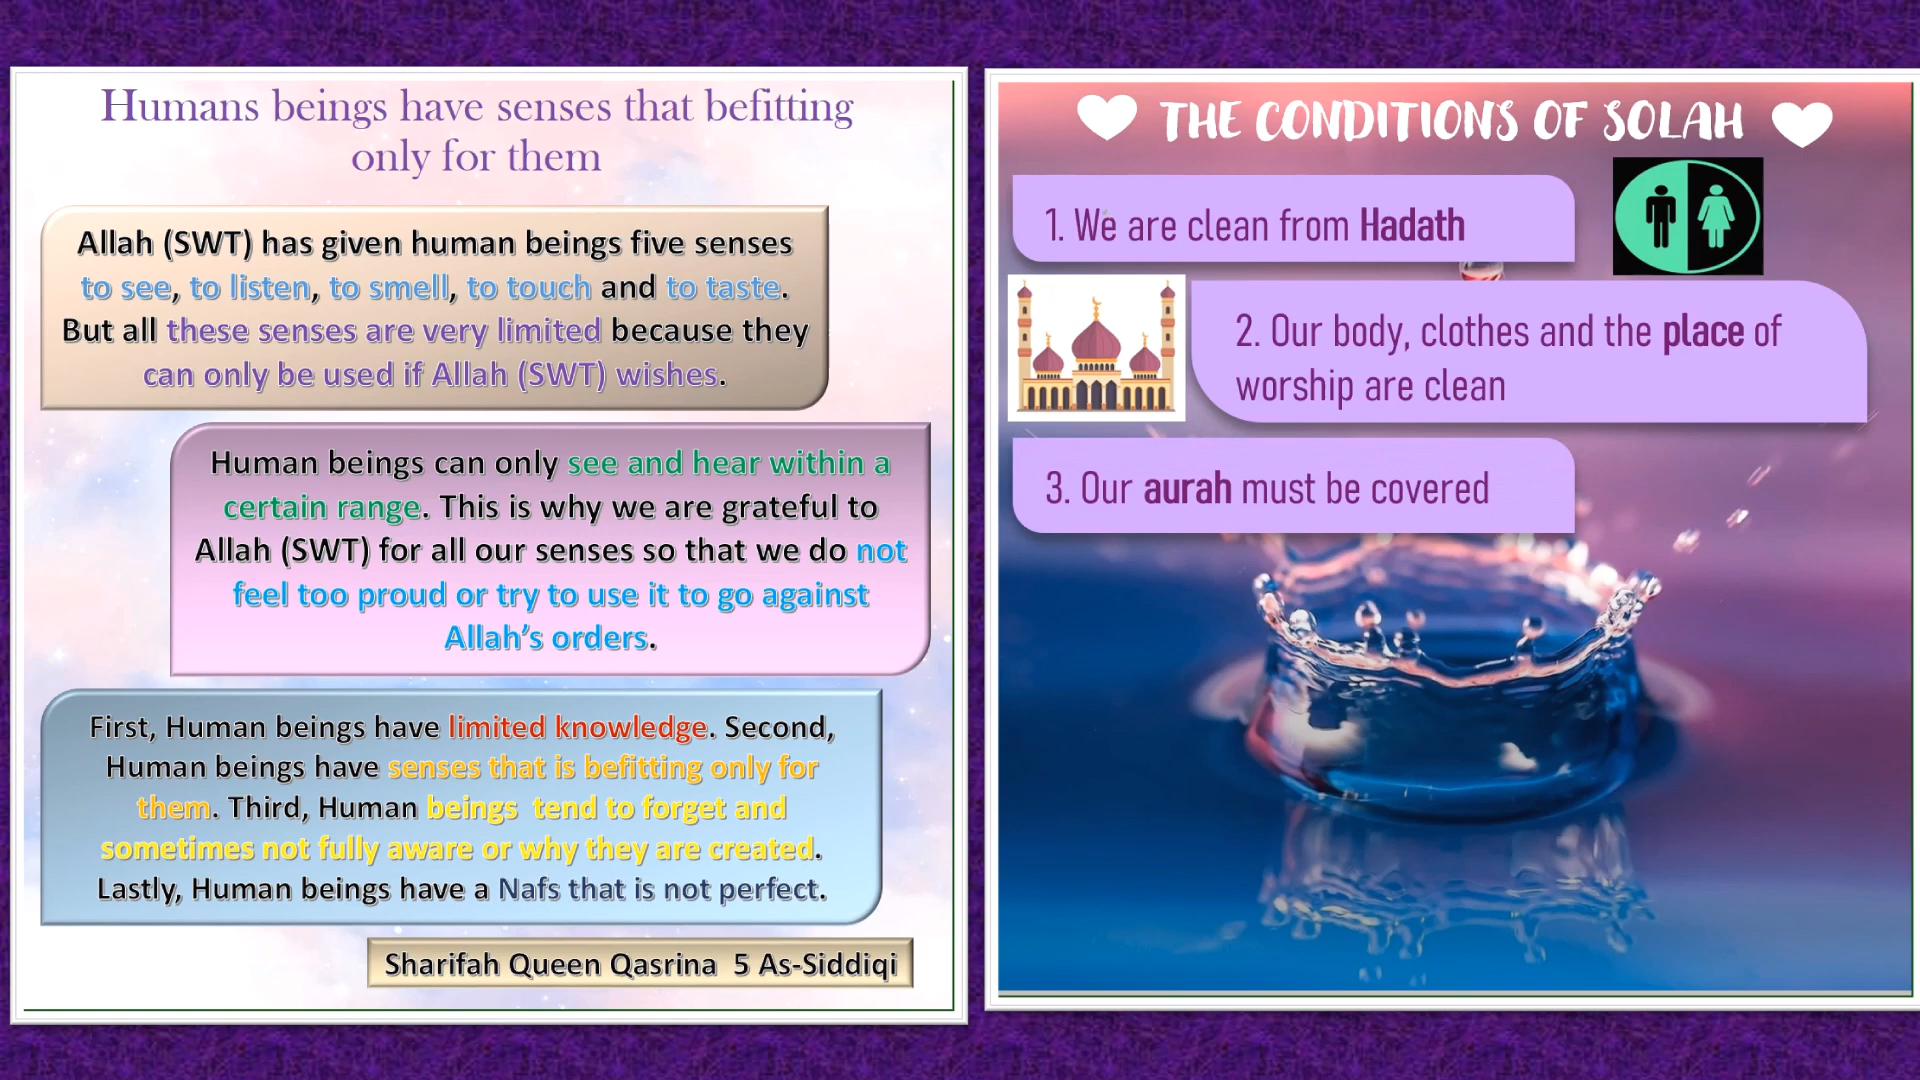 Humans beings have senses that befitting
only for them
Allah (SWT) has given human beings five senses
to see, to listen, to smell, to touch and to taste.
But all these senses are very limited because they
can only be used if Allah (SWT) wishes.
Human beings can only see and hear within a
certain range. This is why we are grateful to
Allah (SWT) for all our senses so that we do not
feel too proud or try to use it to go against
Allah's orders.
First, Human beings have limited knowledge. Second,
Human beings have senses that is befitting only for
them. Third, Human beings tend to forget and
sometimes not fully aware or why they are created.
Lastly, Human beings have a Nafs that is not perfect.
Sharifah Queen Qasrina 5 As-Siddiqi
THE CONDITIONS OF SOLAH
1. We are clean from Hadath
2. Our body, clothes and the place of
worship are clean
3. Our aurah must be covered